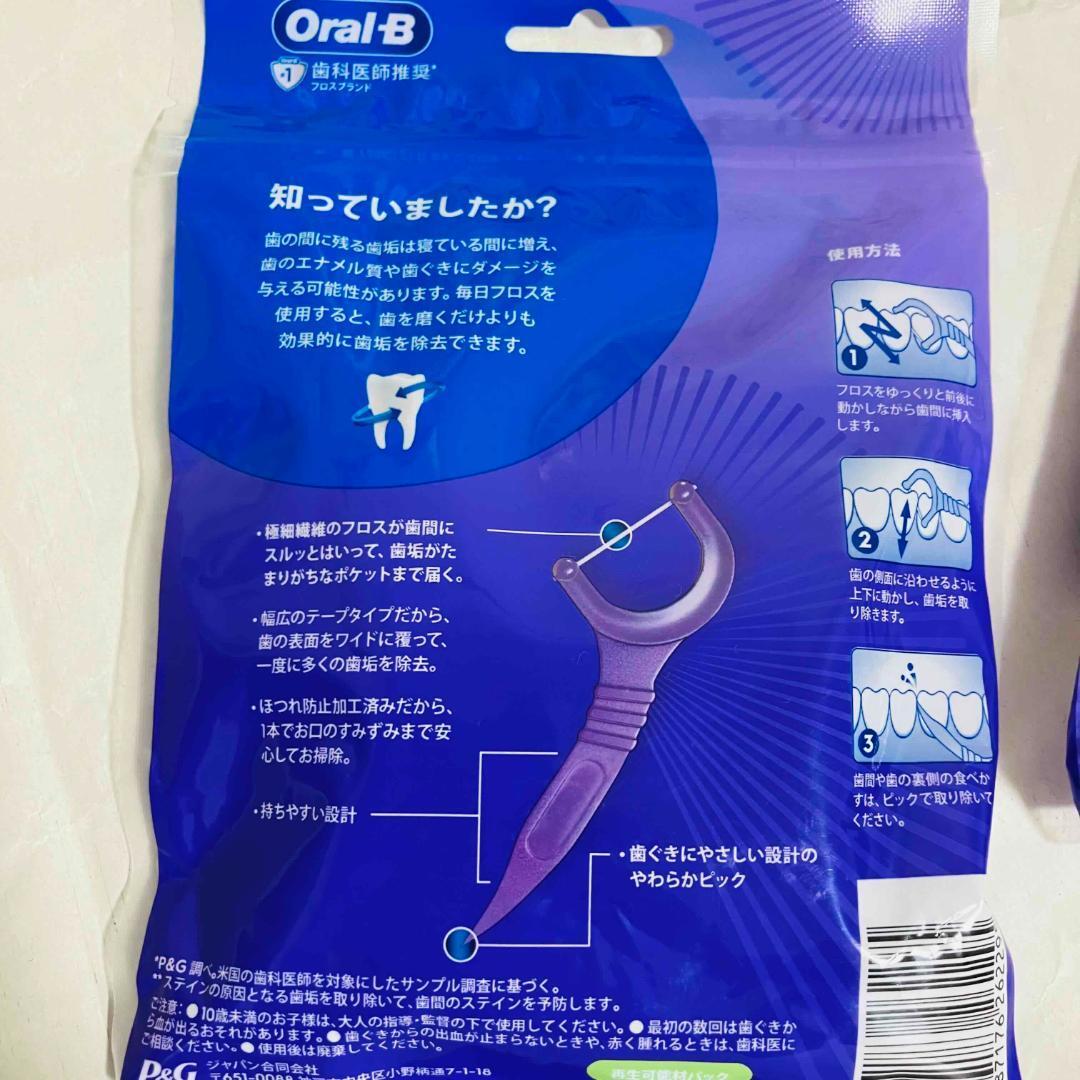 Oral-B
#1 歯科医師推奨*
フロスブランド
知っていましたか?
歯の間に残る歯垢は寝ている間に増え、
歯のエナメル質や歯ぐきにダメージを
与える可能性があります。毎日フロスを
使用すると、歯を磨くだけよりも
効果的に歯垢を除去できます。
・極細繊維のフロスが歯間に
スルッとはいって、歯垢がた
まりがちなポケットまで届く。
・幅広のテープタイプだから、
歯の表面をワイドに覆って、
一度に多くの歯垢を除去。
・ほつれ防止加工済みだから、
1本でお口のすみずみまで安
心してお掃除。
・持ちやすい設計
・歯ぐきにやさしい設計の
やわらかピック
使用方法
1
フロスをゆっくりと前後に
動かしながら歯間に挿入
します。
2
歯の側面に沿わせるように
上下に動かし、歯垢を取
り除きます。
3
歯間や歯の裏側の食べか
すは、ピックで取り除いて
ください。
*P&G 調べ。米国の歯科医師を対象にしたサンプル調査に基づく。
**ステインの原因となる歯垢を取り除いて、歯間のステインを予防します。
ご注意:●10歳未満のお子様は、大人の指導・監督の下で使用してください。●最初の数回は歯ぐきか
ら血が出るおそれがあります。●歯ぐきからの出血が止まらないときや、赤く腫れるときは、歯科医に
ご相談ください。●使用後は廃棄してください。
P&G ジャパン合同会社
〒651-0088 神戸市中央区小野柄通7-1-18
再生可能材パック